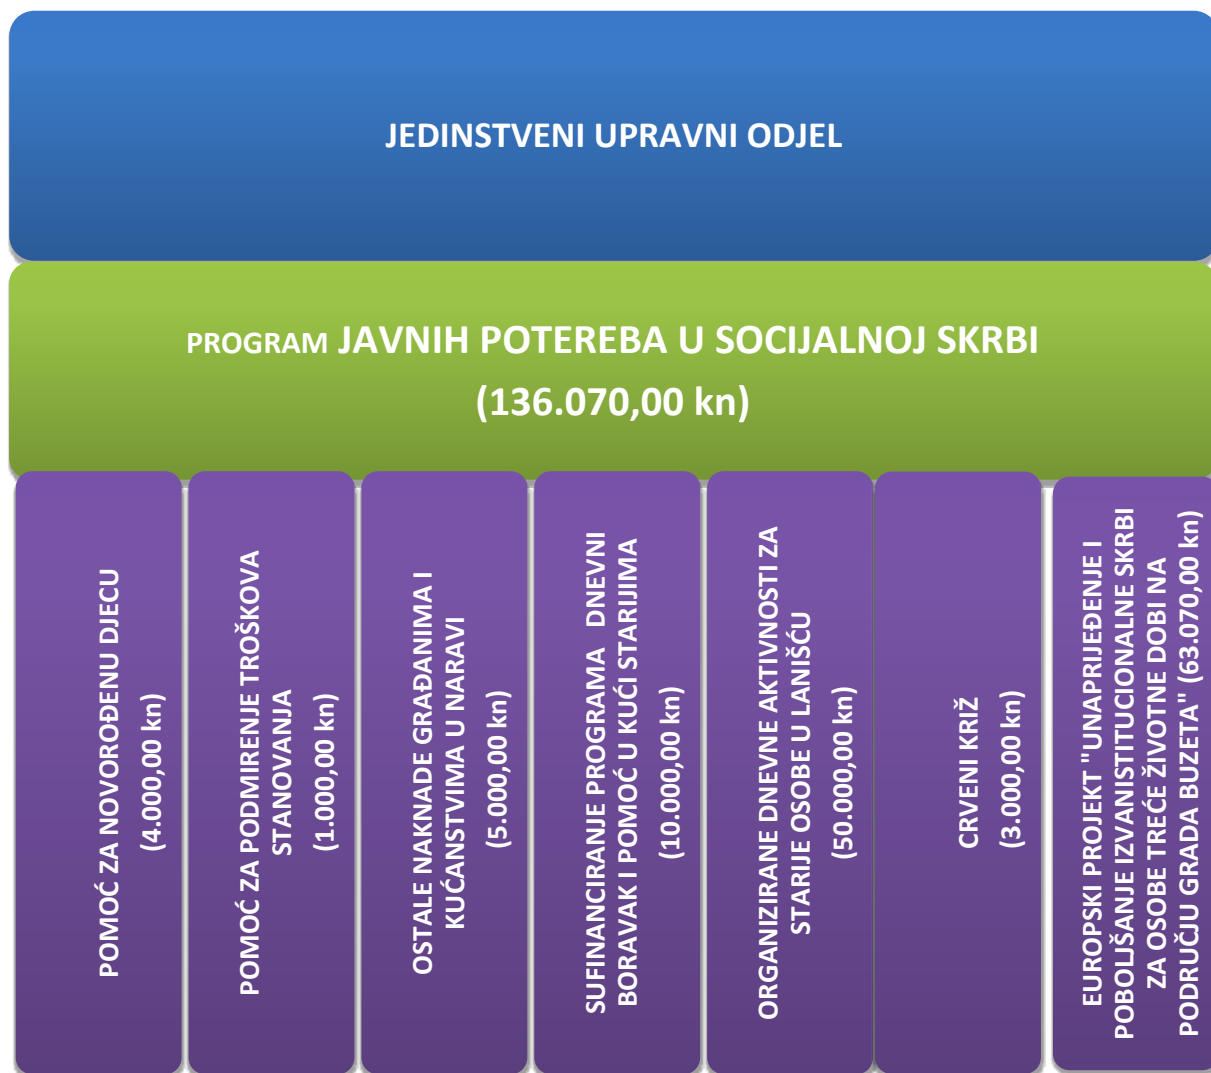 JEDINSTVENI UPRAVNI ODJEL
PROGRAM JAVNIH POTEREBA U SOCIJALNOJ SKRBI
(136.070,00 kn)
POMOĆ ZA NOVOROĐENU DJECU
(4.000,00 kn)
POMOĆ ZA PODMIRENJE TROŠKOVA
STANOVANJA
(1.000,00 kn)
OSTALE NAKNADE GRAĐANIMA I
KUĆANSTVIMA U NARAVI
(5.000,00 kn)
SUFINANCIRANJE PROGRAMA DNEVNI
BORAVAK I POMOĆ U KUĆI STARIJIMA
(10.000,00 kn)
ORGANIZIRANE DNEVNE AKTIVNOSTI ZA
STARIJE OSOBE U LANIŠĆU
(50.000,00 kn)
CRVENI KRIŽ
(3.000,00 kn)
EUROPSKI PROJEKT "UNAPRIJEĐENJE I
POBOLJŠANJE IZVANISTITUCIONALNE SKRBI
ZA OSOBE TREĆE ŽIVOTNE DOBI NA
PODRUČJU GRADA BUZETA" (63.070,00 kn)